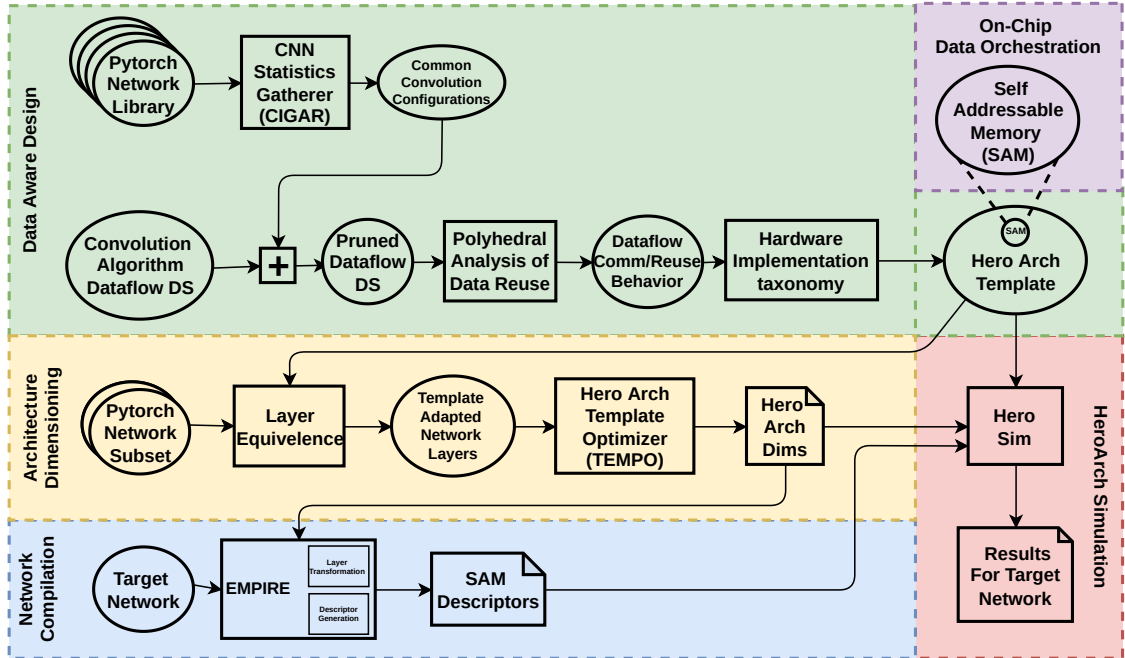 Data Aware Design
Pytorch
Network
Library
CNN
Statistics
Gatherer
(CIGAR)
Common
Convolution
Configurations
Convolution
Algorithm
Dataflow DS
+
Pruned
Dataflow
DS
Polyhedral
Analysis of
Data Reuse
Dataflow
Comm/Reuse
Behavior
Hardware
Implementation
taxonomy
On-Chip
Data Orchestration
Self
Addressable
Memory
(SAM)
SAM
Hero Arch
Template
Architecture
Dimensioning
Pytorch
Network
Subset
Layer
Equivelence
Template
Adapted
Network
Layers
Hero Arch
Template
Optimizer
(TEMPO)
Hero
Arch
Dims
Hero
Sim
HeroArch Simulation
Results
For Target
Network
Network
Compilation
Target
Network
EMPIRE
Layer
Transformation
Descriptor
Generation
SAM
Descriptors